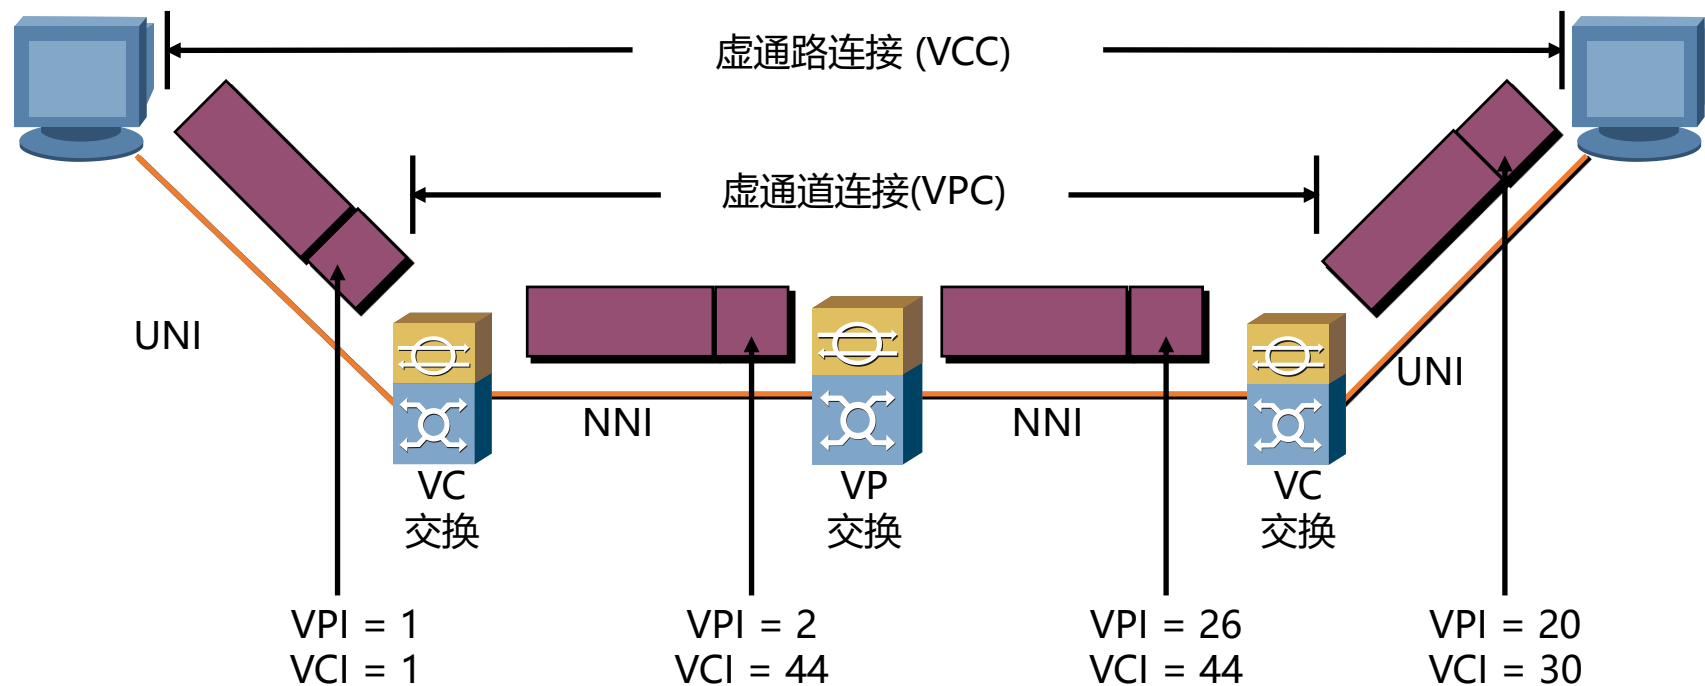 虚通路连接 (VCC)
虚通道连接(VPC)
UNI
UNI
NNI
NNI
VC
交换
VP
交换
VC
交换
VPI = 1
VCI = 1
VPI = 2
VCI = 44
VPI = 26
VCI = 44
VPI = 20
VCI = 30